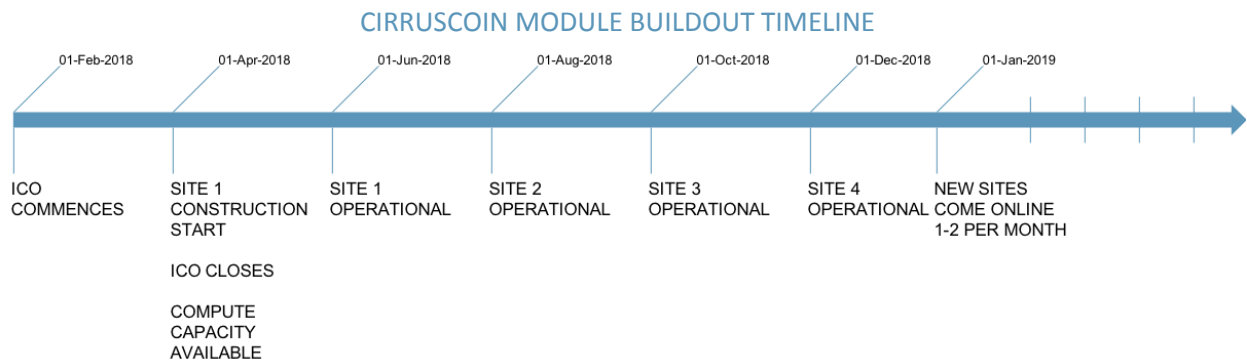 CIRRUSCOIN MODULE BUILDOUT TIMELINE
01-Feb-2018
01-Apr-2018
01-Jun-2018
01-Aug-2018
01-Oct-2018
01-Dec-2018
01-Jan-2019
ICO
COMMENCES
SITE 1
CONSTRUCTION
START
ICO CLOSES
COMPUTE
CAPACITY
AVAILABLE
SITE 1
OPERATIONAL
SITE 2
OPERATIONAL
SITE 3
OPERATIONAL
SITE 4
OPERATIONAL
NEW SITES
COME ONLINE
1-2 PER MONTH